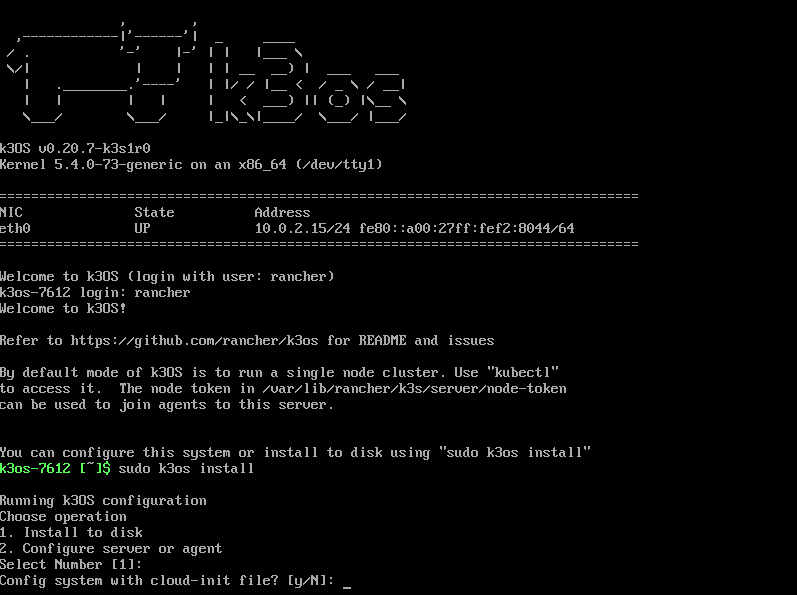 k3OS v0.20.7-k3s1r0
Kernel 5.4.0-73-generic on an x86_64 (/dev/tty1)
================================================================================
NIC State Address
eth0 UP 10.0.2.15/24 fe80::a00:27ff:fef2:8044/64
================================================================================
Welcome to k3OS (login with user: rancher)
k3os-7612 login: rancher
Welcome to k3OS!
Refer to https://github.com/rancher/k3os for README and issues
By default mode of k3OS is to run a single node cluster. Use "kubectl"
to access it.  The node token in /var/lib/rancher/k3s/server/node-token
can be used to join agents to this server.
You can configure this system or install to disk using "sudo k3os install"
k3os-7612 [~]$ sudo k3os install
Running k3OS configuration
Choose operation
1. Install to disk
2. Configure server or agent
Select Number [1]:
Config system with cloud-init file? [y/N]: _